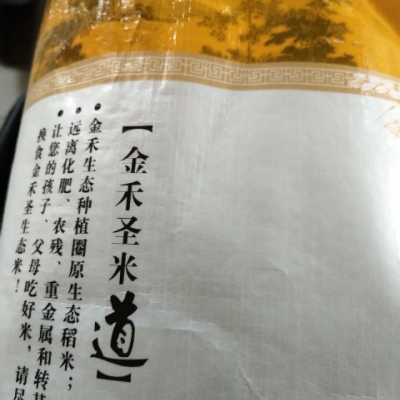 【金禾圣米道】
●金禾生态种植圈原生态稻米；
●远离化肥、农残、重金属和转基
●让您的孩子、父母吃好米，请尽
换食金禾圣生态米！